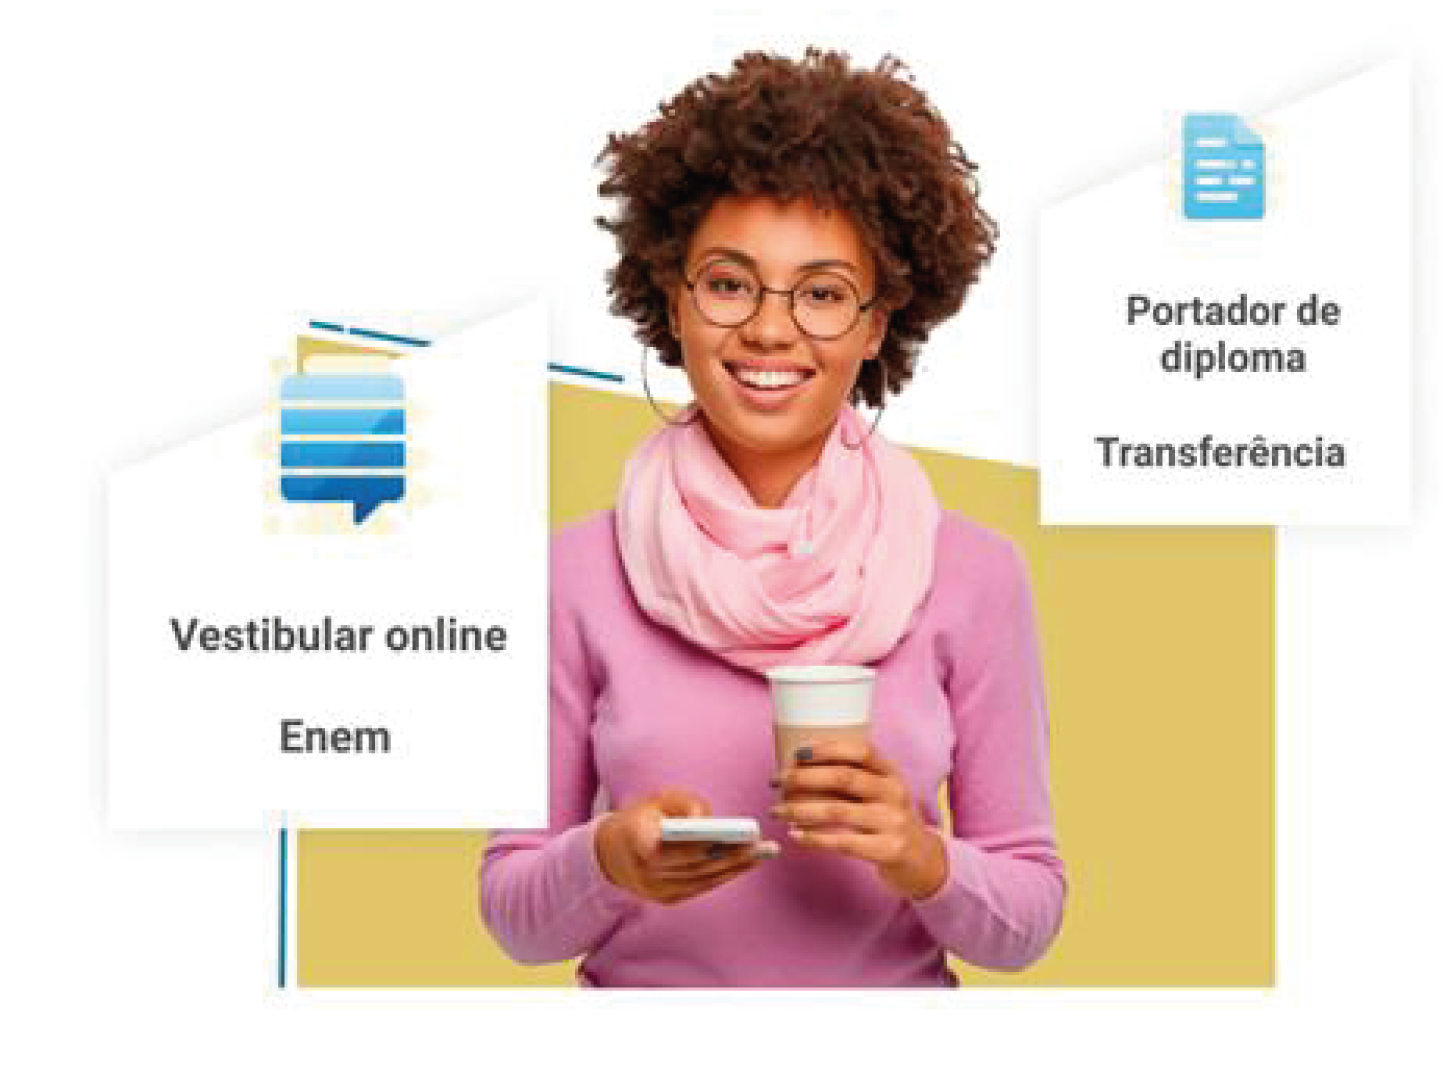 Vestibular online
Enem
Portador de
diploma
Transferência